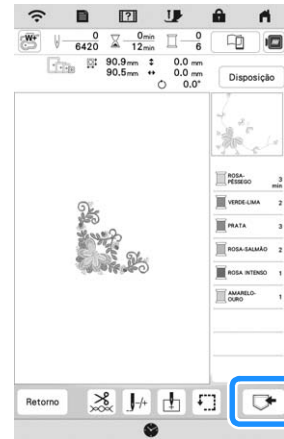 W+ 0 0min 0
6420 12min 6
90.9mm 0.0 mm
90.5mm 0.0 mm
0.0°
Disposição
ROSA-PÊSSEGO 3 min
VERDE-LIMA 2
PRATA 3
ROSA-SALMÃO 2
ROSA INTENSO 1
AMARELO-OURO 1
Retorno
-/+